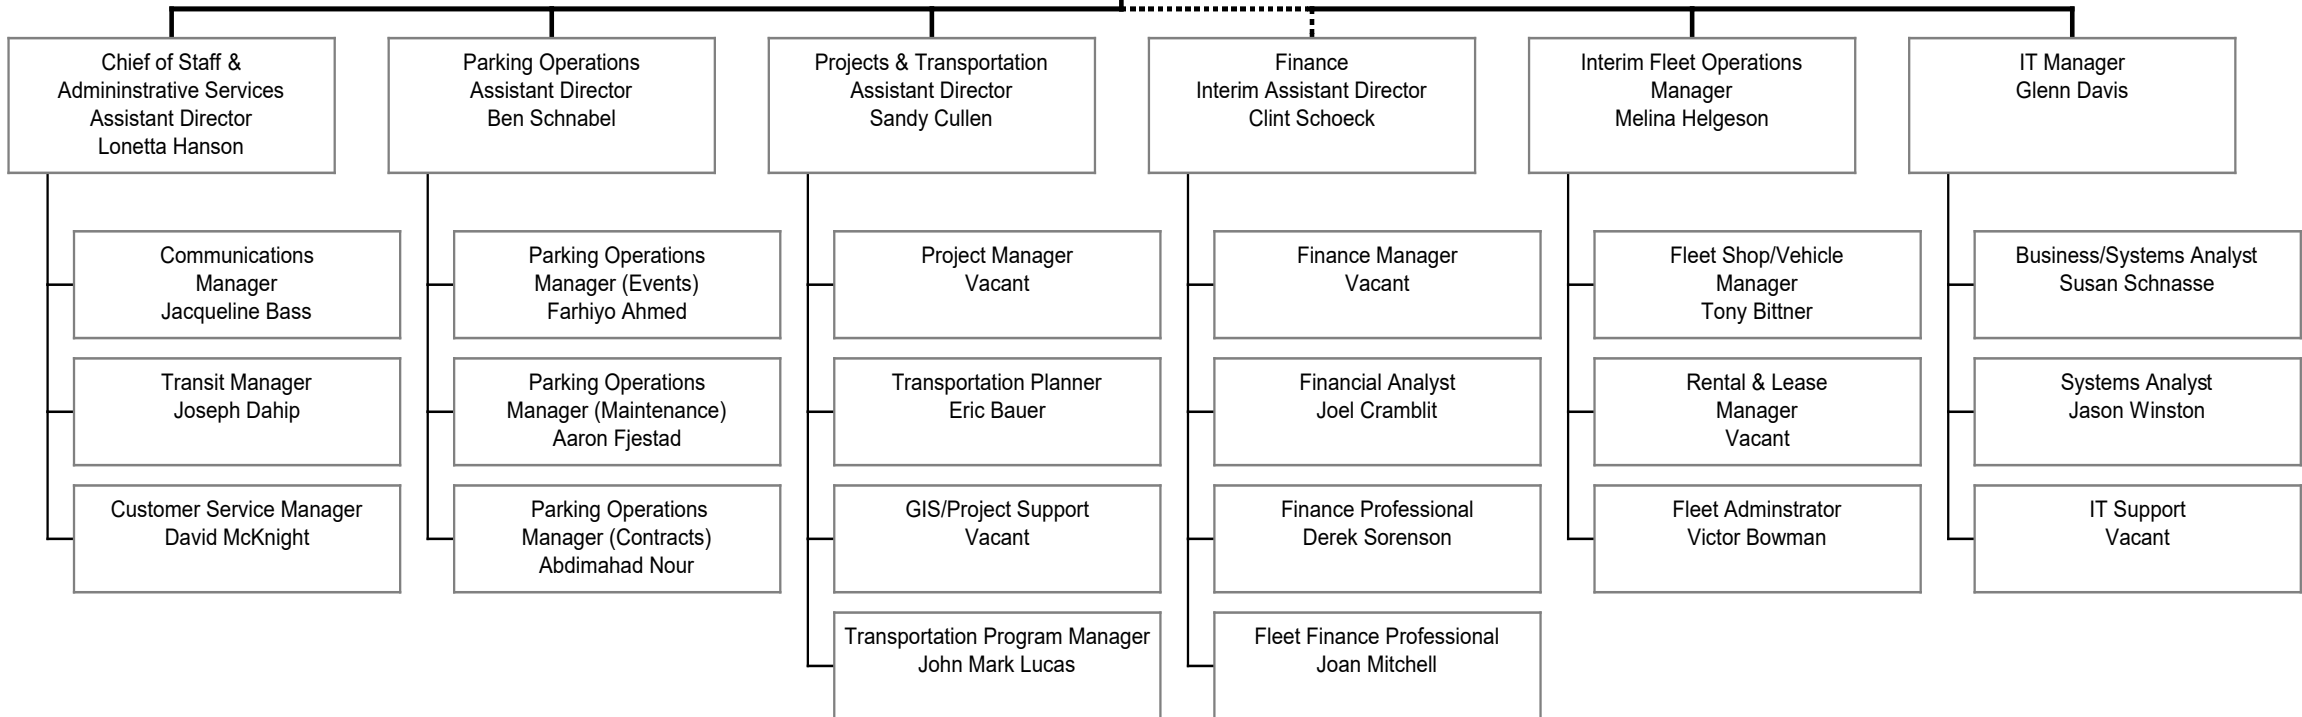 Chief of Staff &
Admininstrative Services
Assistant Director
Lonetta Hanson
Communications
Manager
Jacqueline Bass
Transit Manager
Joseph Dahip
Customer Service Manager
David McKnight
Parking Operations
Assistant Director
Ben Schnabel
Parking Operations
Manager (Events)
Farhiyo Ahmed
Parking Operations
Manager (Maintenance)
Aaron Fjestad
Parking Operations
Manager (Contracts)
Abdimahad Nour
Projects & Transportation
Assistant Director
Sandy Cullen
Project Manager
Vacant
Transportation Planner
Eric Bauer
GIS/Project Support
Vacant
Transportation Program Manager
John Mark Lucas
Finance
Interim Assistant Director
Clint Schoeck
Finance Manager
Vacant
Financial Analyst
Joel Cramblit
Finance Professional
Derek Sorenson
Fleet Finance Professional
Joan Mitchell
Interim Fleet Operations
Manager
Melina Helgeson
Fleet Shop/Vehicle
Manager
Tony Bittner
Rental & Lease
Manager
Vacant
Fleet Adminstrator
Victor Bowman
IT Manager
Glenn Davis
Business/Systems Analyst
Susan Schnasse
Systems Analyst
Jason Winston
IT Support
Vacant